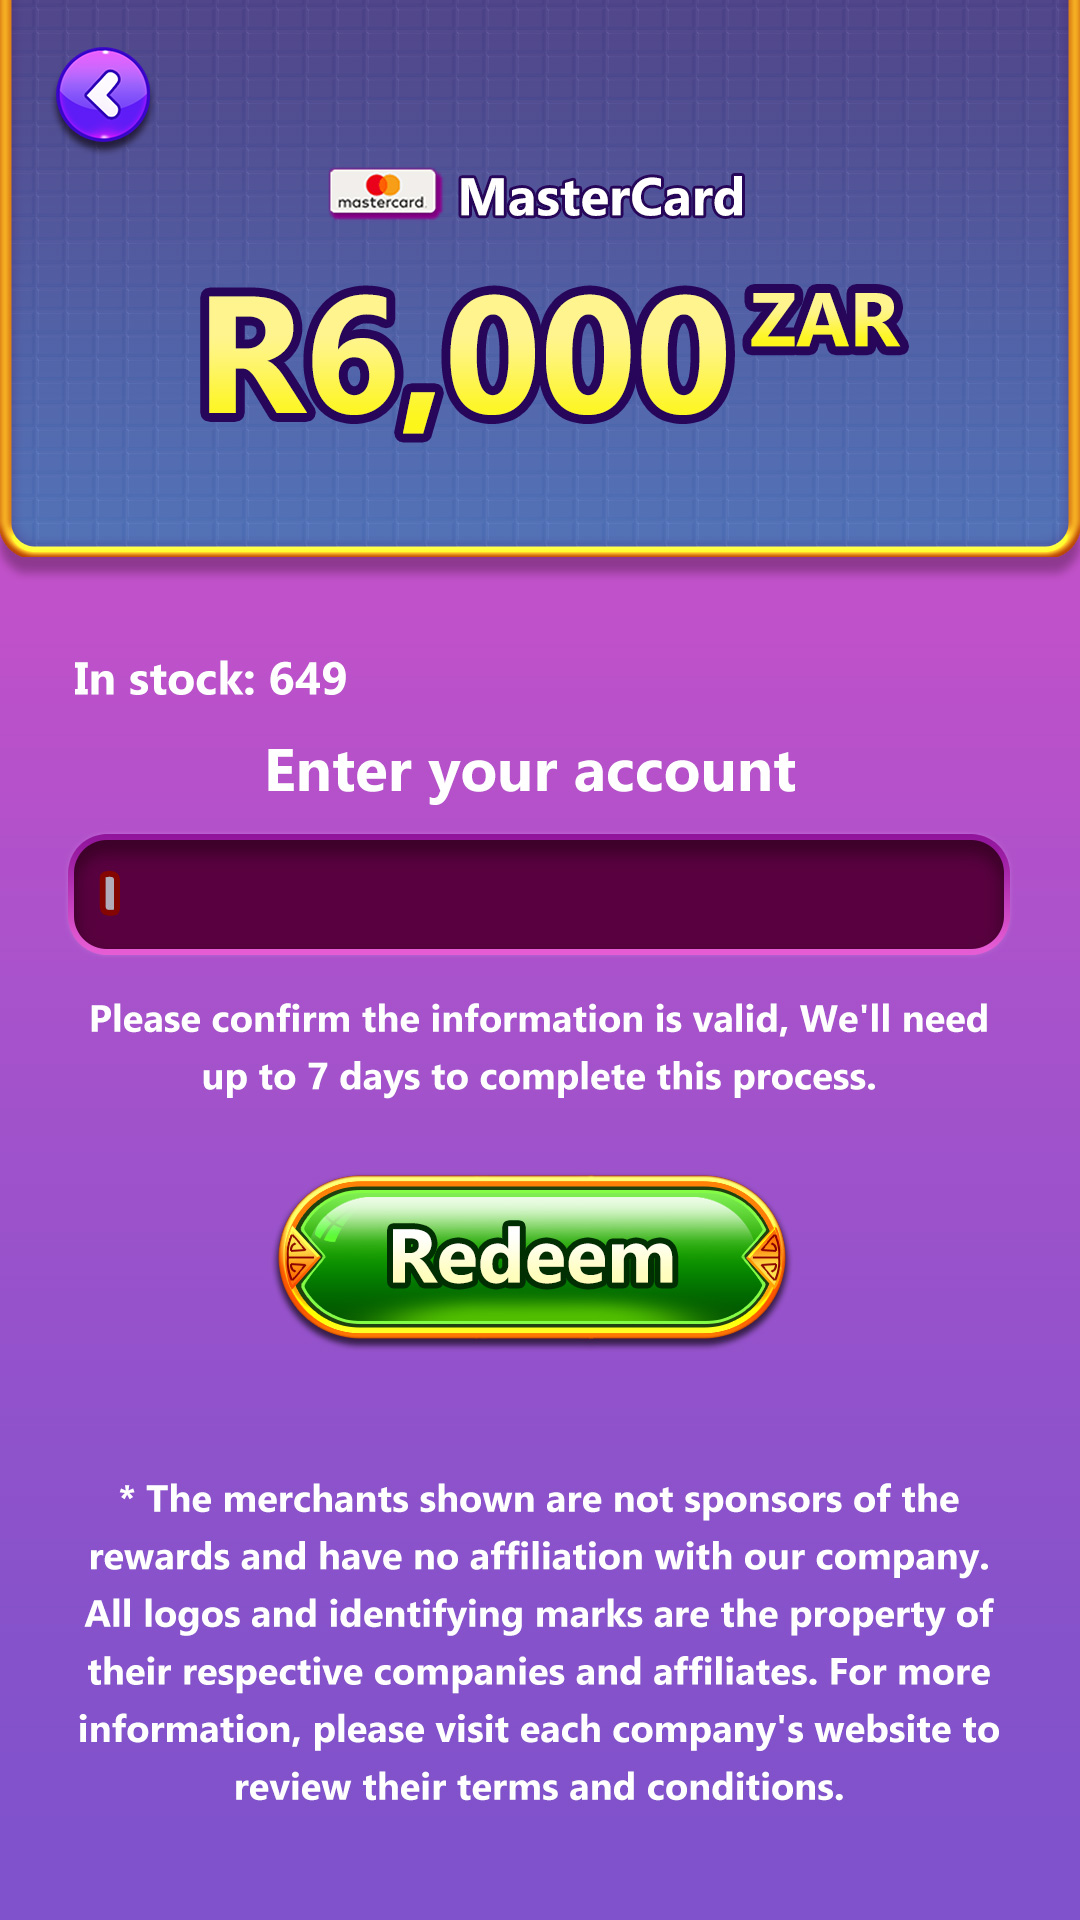 mastercard.
MasterCard
R6,000 ZAR
In stock: 649
Enter your account
Please confirm the information is valid, We'll need
up to 7 days to complete this process.
Redeem
* The merchants shown are not sponsors of the
rewards and have no affiliation with our company.
All logos and identifying marks are the property of
their respective companies and affiliates. For more
information, please visit each company's website to
review their terms and conditions.